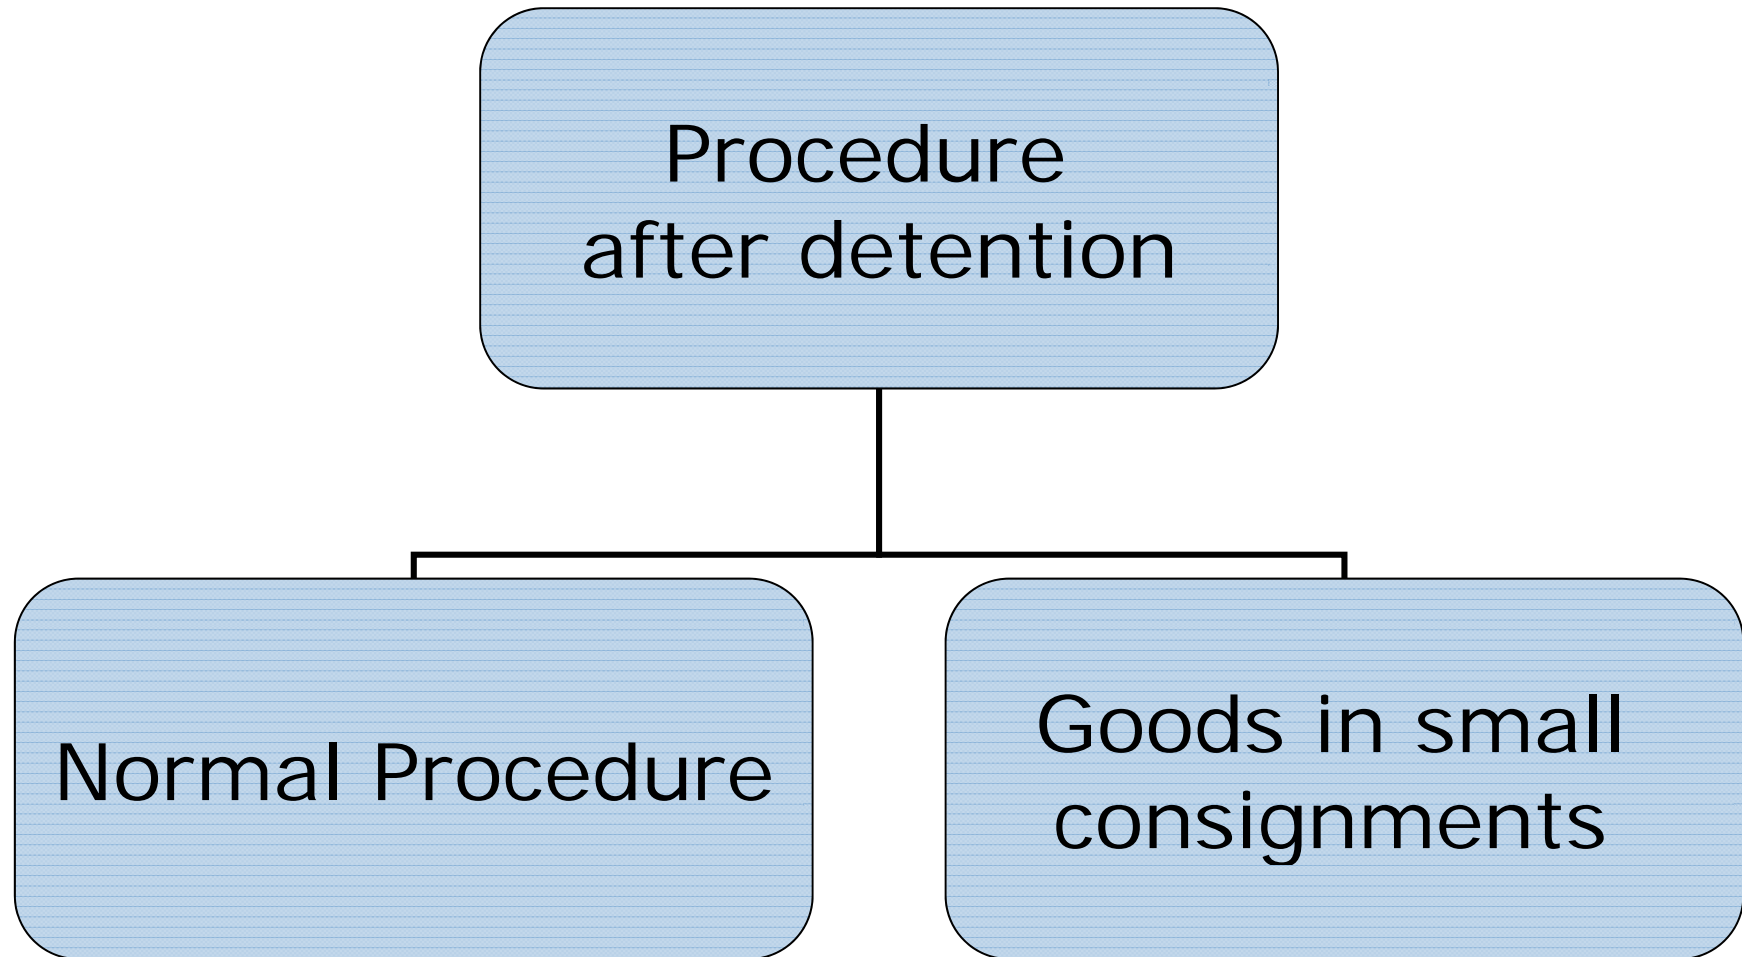 Procedure
after detention
Normal Procedure
Goods in small
consignments